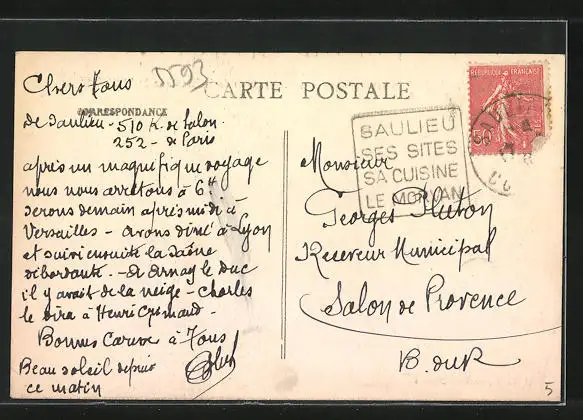 Chers Tous
5593
CARTE POSTALE
CORRESPONDANCE
De Saulieu - 510 K. de Salon
252 - de Paris
après un magnifique voyage
nous nous arrêtons à 6h
serons demain après midi à
Versailles - avons diné à Lyon
et suivi ensuite la Saône
débordante. - à Arnay le Duc
il y avait de la neige - Charles
le dira à Henri
Bonnes à Tous
Beau soleil depuis
ce matin
REPUBLIQUE FRANÇAISE
50
SAULIEU
SES SITES
SA CUISINE
LE MORVAN
Monsieur
Georges
Receveur Municipal
Salon de Provence
B. du R
5